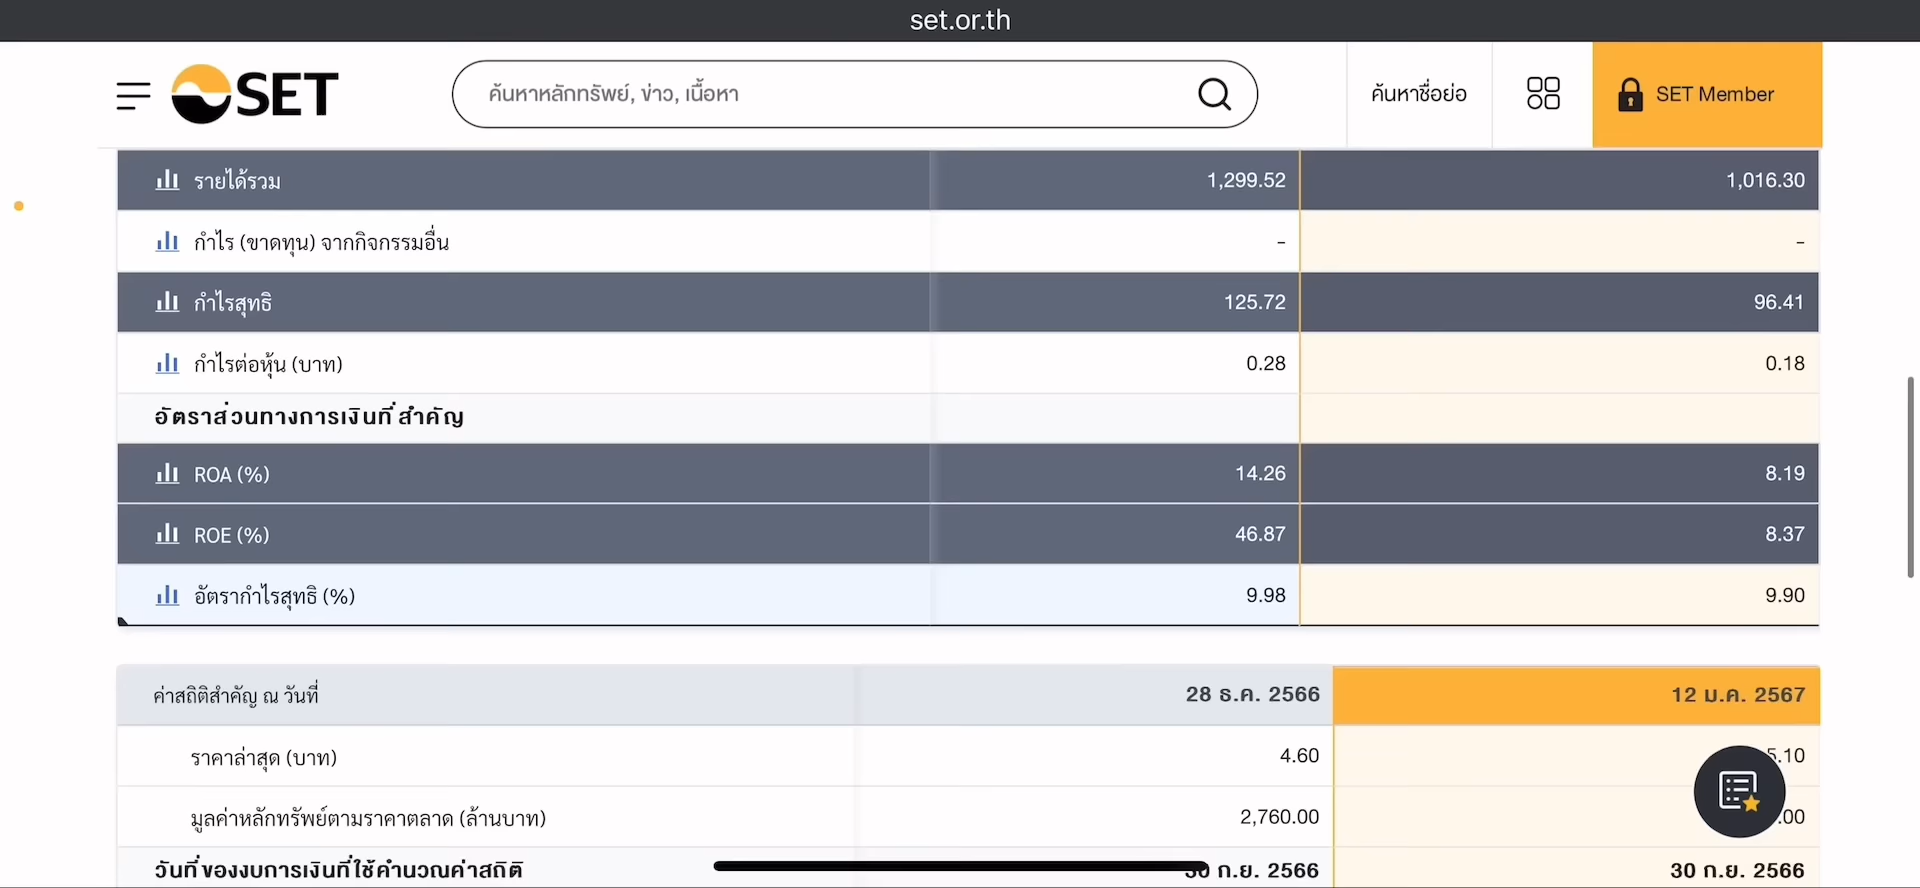 set.or.th
SET
ค้นหาหลักทรัพย์, ข่าว, เนื้อหา
ค้นหาชื่อย่อ
SET Member
รายได้รวม 1,299.52 1,016.30
กำไร (ขาดทุน) จากกิจกรรมอื่น - -
กำไรสุทธิ 125.72 96.41
กำไรต่อหุ้น (บาท) 0.28 0.18
อัตราส่วนทางการเงินที่สำคัญ
ROA (%) 14.26 8.19
ROE (%) 46.87 8.37
อัตรากำไรสุทธิ (%) 9.98 9.90
ค่าสถิติสำคัญ ณ วันที่ 28 ธ.ค. 2566 12 ม.ค. 2567
ราคาล่าสุด (บาท) 4.60 5.10
มูลค่าหลักทรัพย์ตามราคาตลาด (ล้านบาท) 2,760.00 .00
วันที่ของงบการเงินที่ใช้คำนวณค่าสถิติ 30 ก.ย. 2566 30 ก.ย. 2566